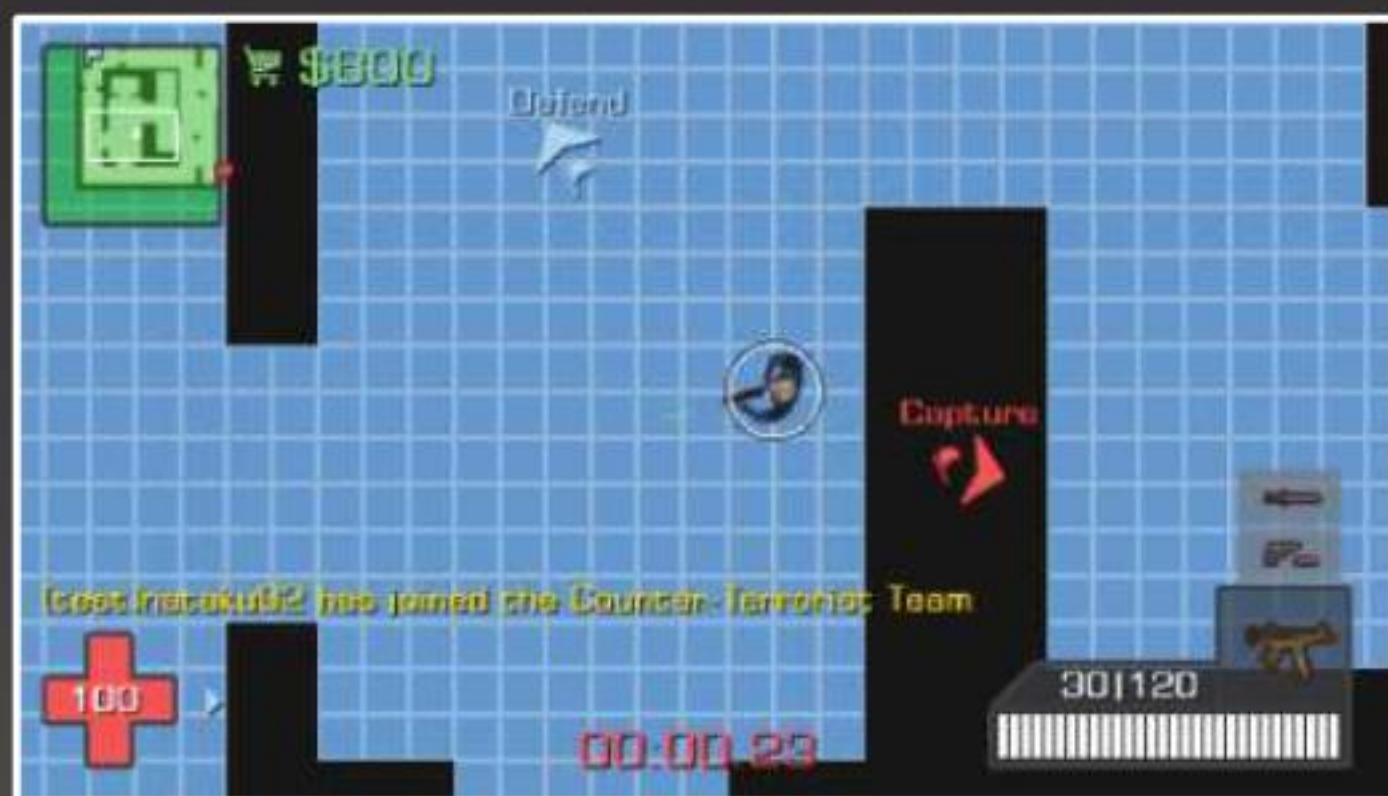 $800
Defend
Capture
has joined the Counter-Terrorist Team
100
30|120
00:00.23